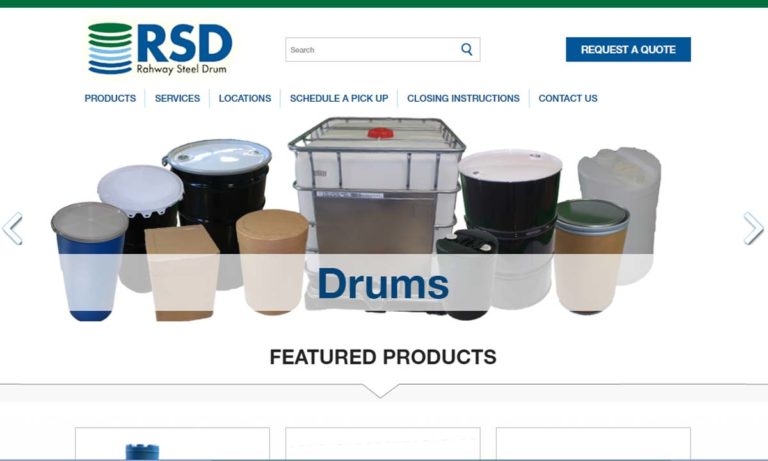 RSD
Rahway Steel Drum
Search
REQUEST A QUOTE
PRODUCTS
SERVICES
LOCATIONS
SCHEDULE A PICK UP
CLOSING INSTRUCTIONS
CONTACT US
Drums
FEATURED PRODUCTS